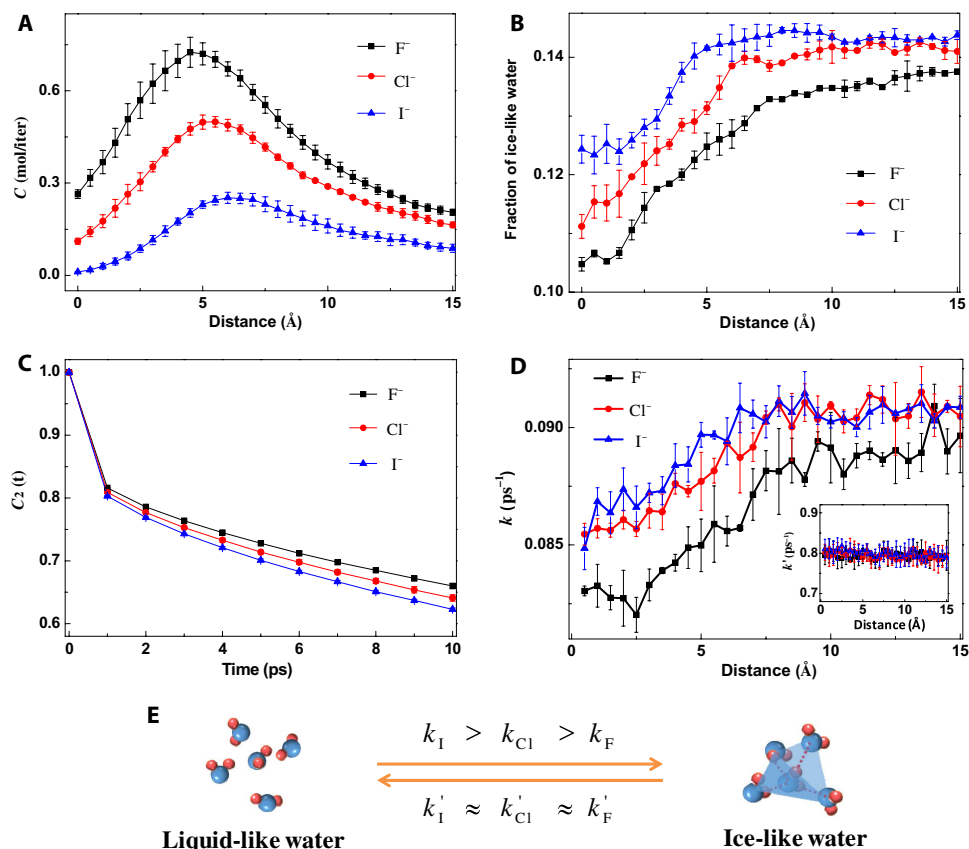 A
C (mol/iter)
0.6
0.3
0.0
F⁻
Cl⁻
I⁻
0
5
10
15
Distance (Å)
B
Fraction of ice-like water
0.14
0.12
0.10
F⁻
Cl⁻
I⁻
0
5
10
15
Distance (Å)
C
C₂ (t)
1.0
0.9
0.8
0.7
0.6
F⁻
Cl⁻
I⁻
0
2
4
6
8
10
Time (ps)
D
k (ps⁻¹)
0.090
0.085
F⁻
Cl⁻
I⁻
0
5
10
15
Distance (Å)
k' (ps⁻¹)
0.9
0.8
0.7
0 5 10 15
Distance (Å)
E
k_I > k_Cl > k_F
k'_I ≈ k'_Cl ≈ k'_F
Liquid-like water
Ice-like water